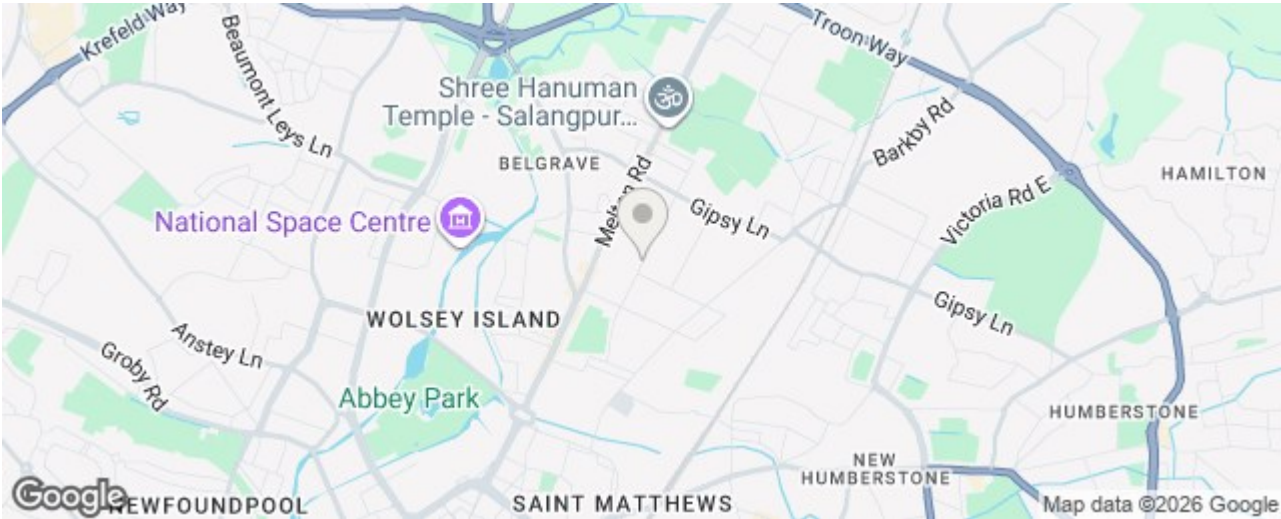 Krefeld Way
Beaumont Leys Ln
Troon Way
Shree Hanuman
Temple - Salangpur...
BELGRAVE
Melton Rd
Barkby Rd
HAMILTON
Victoria Rd E
National Space Centre
Gipsy Ln
WOLSEY ISLAND
Gipsy Ln
Anstey Ln
Groby Rd
Abbey Park
HUMBERSTONE
NEW
HUMBERSTONE
Google
NEWFOUNDPOOL
SAINT MATTHEWS
Map data ©2026 Google